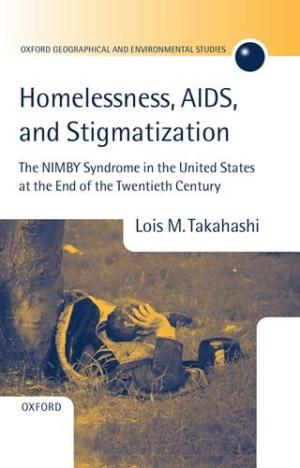 OXFORD GEOGRAPHICAL AND ENVIRONMENTAL STUDIES
Homelessness, AIDS,
and Stigmatization
The NIMBY Syndrome in the United States
at the End of the Twentieth Century
Lois M. Takahashi
OXFORD